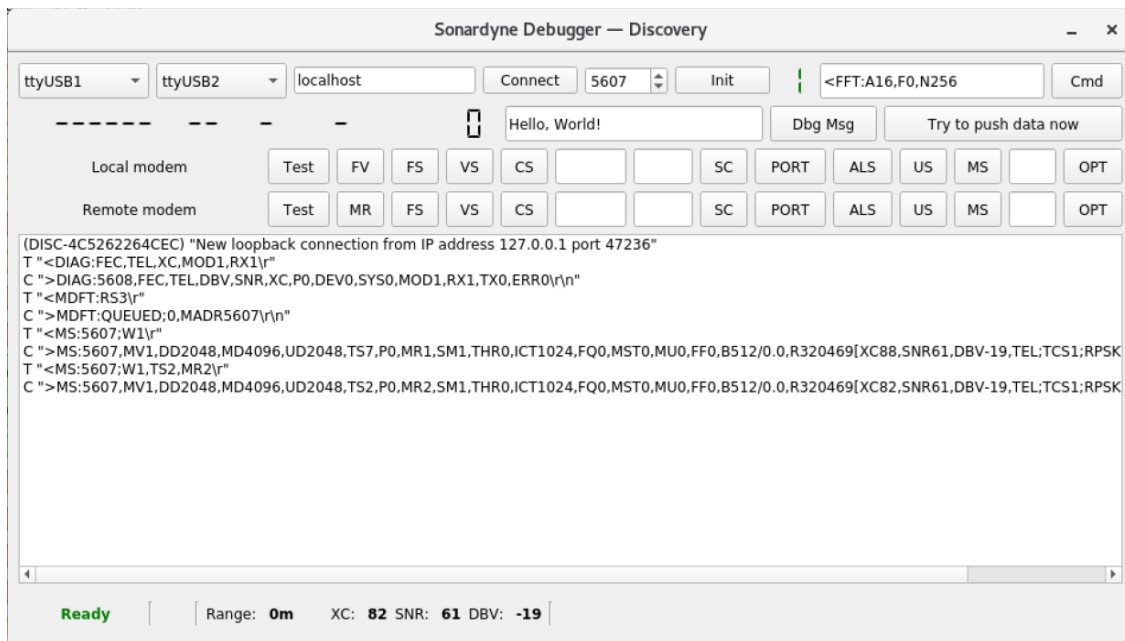 Sonardyne Debugger — Discovery
ttyUSB1 ttyUSB2 localhost Connect 5607 Init <FFT:A16,F0,N256 Cmd
------ -- - - 0 Hello, World! Dbg Msg Try to push data now
Local modem Test FV FS VS CS SC PORT ALS US MS OPT
Remote modem Test MR FS VS CS SC PORT ALS US MS OPT
(DISC-4C5262264CEC) "New loopback connection from IP address 127.0.0.1 port 47236"
T "<DIAG:FEC,TEL,XC,MOD1,RX1\r"
C ">DIAG:5608,FEC,TEL,DBV,SNR,XC,P0,DEV0,SYS0,MOD1,RX1,TX0,ERR0\r\n"
T "<MDFT:RS3\r"
C ">MDFT:QUEUED;0,MADR5607\r\n"
T "<MS:5607;W1\r"
C ">MS:5607,MV1,DD2048,MD4096,UD2048,TS7,P0,MR1,SM1,THR0,ICT1024,FQ0,MST0,MU0,FF0,B512/0.0,R320469[XC88,SNR61,DBV-19,TEL;TCS1;RPSK
T "<MS:5607;W1,TS2,MR2\r"
C ">MS:5607,MV1,DD2048,MD4096,UD2048,TS2,P0,MR2,SM1,THR0,ICT1024,FQ0,MST0,MU0,FF0,B512/0.0,R320469[XC82,SNR61,DBV-19,TEL;TCS1;RPSK
Ready Range: 0m XC: 82 SNR: 61 DBV: -19